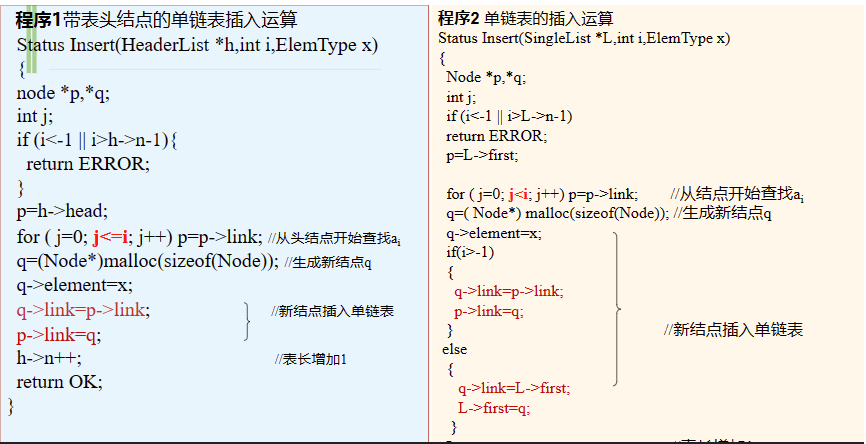 程序1带表头结点的单链表插入运算
Status Insert(HeaderList *h,int i,ElemType x)
{
node *p,*q;
int j;
if (i<-1 || i>h->n-1){
return ERROR;
}
p=h->head;
for ( j=0; j<=i; j++) p=p->link; //从头结点开始查找ai
q=(Node*)malloc(sizeof(Node)); //生成新结点q
q->element=x;
q->link=p->link; //新结点插入单链表
p->link=q;
h->n++; //表长增加1
return OK;
}
程序2 单链表的插入运算
Status Insert(SingleList *L,int i,ElemType x)
{
Node *p,*q;
int j;
if (i<-1 || i>L->n-1)
return ERROR;
p=L->first;
for ( j=0; j<i; j++) p=p->link; //从结点开始查找ai
q=( Node*) malloc(sizeof(Node)); //生成新结点q
q->element=x;
if(i>-1)
{
q->link=p->link;
p->link=q;
} //新结点插入单链表
else
{
q->link=L->first;
L->first=q;
}